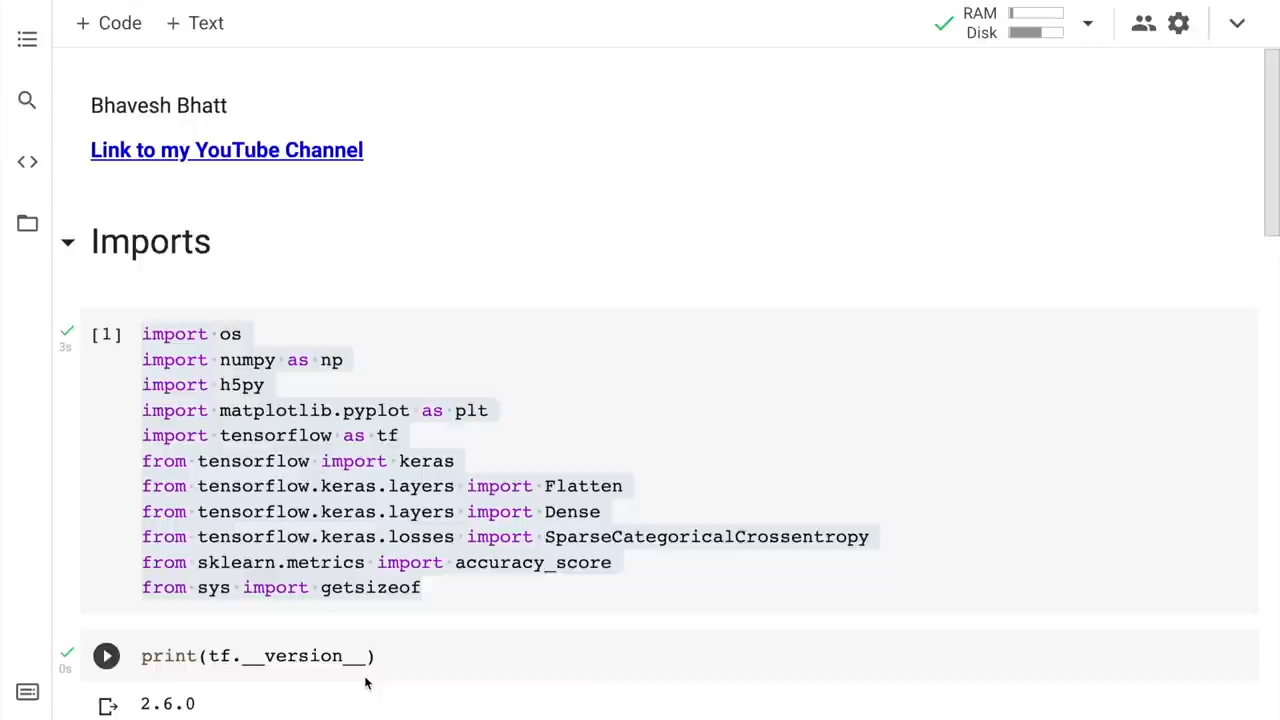 + Code + Text
RAM
Disk
Bhavesh Bhatt
Link to my YouTube Channel
Imports
[1] import os
3s
import numpy as np
import h5py
import matplotlib.pyplot as plt
import tensorflow as tf
from tensorflow import keras
from tensorflow.keras.layers import Flatten
from tensorflow.keras.layers import Dense
from tensorflow.keras.losses import SparseCategoricalCrossentropy
from sklearn.metrics import accuracy_score
from sys import getsizeof
print(tf.__version__)
0s
2.6.0